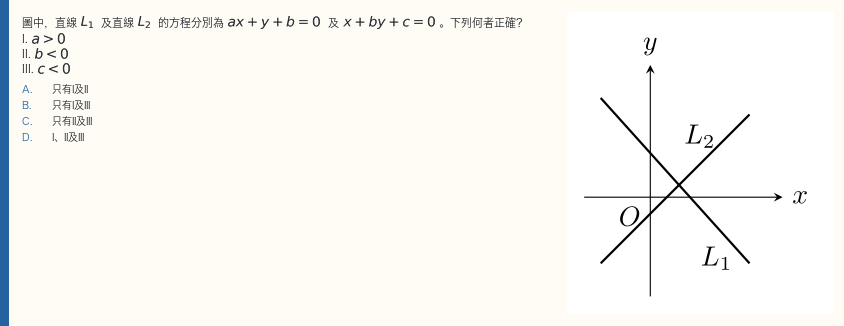 圖中，直線 L₁ 及直線 L₂ 的方程分別為 ax + y + b = 0 及 x + by + c = 0 。下列何者正確?
I. a > 0
II. b < 0
III. c < 0
A. 只有I及II
B. 只有I及III
C. 只有II及III
D. I、II及III
y
L₂
x
O
L₁